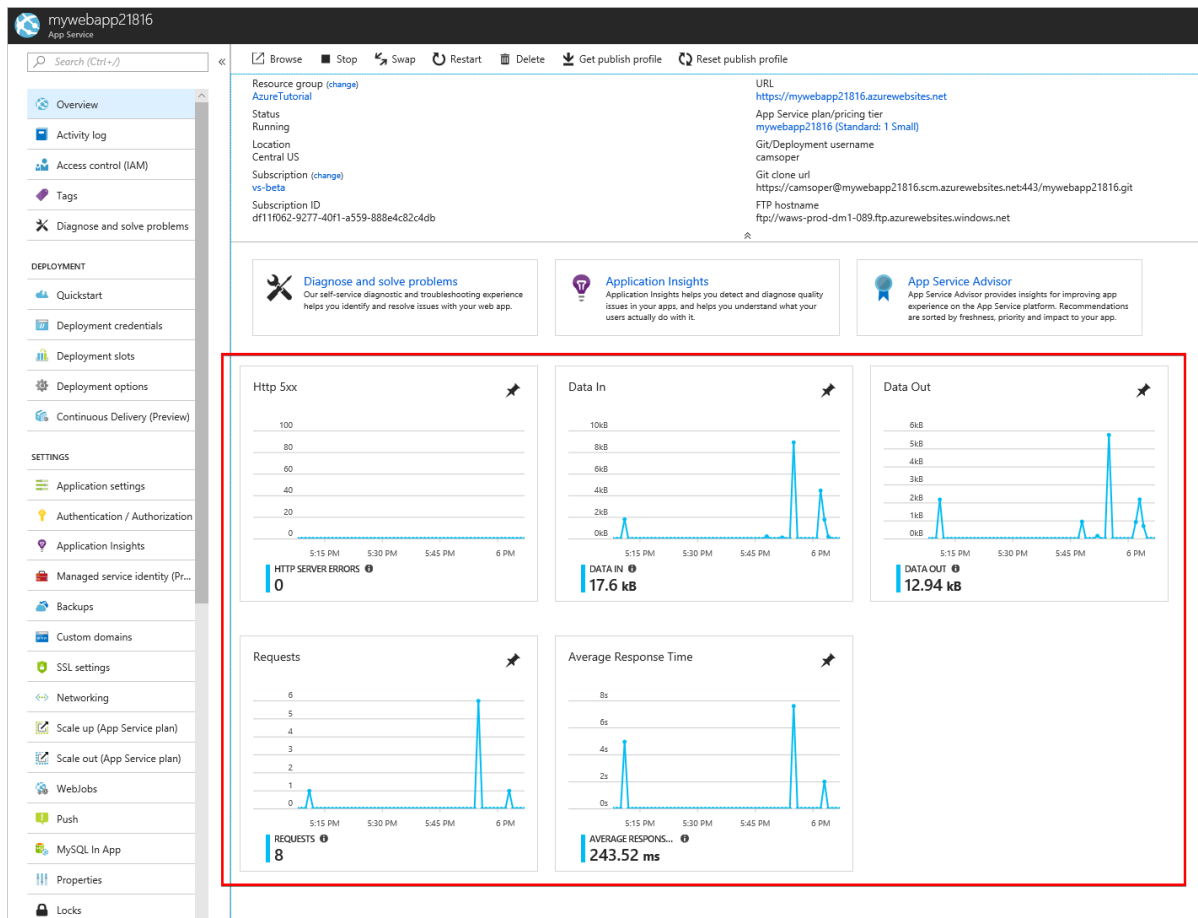 mywebapp21816
App Service
Search (Ctrl+/)
«
Overview
Activity log
Access control (IAM)
Tags
Diagnose and solve problems
DEPLOYMENT
Quickstart
Deployment credentials
Deployment slots
Deployment options
Continuous Delivery (Preview)
SETTINGS
Application settings
Authentication / Authorization
Application Insights
Managed service identity (Pr...
Backups
Custom domains
SSL settings
Networking
Scale up (App Service plan)
Scale out (App Service plan)
WebJobs
Push
MySQL In App
Properties
Locks
Browse Stop Swap Restart Delete Get publish profile Reset publish profile
Resource group (change)
AzureTutorial
Status
Running
Location
Central US
Subscription (change)
vs-beta
Subscription ID
df11f062-9277-40f1-a559-888e4c82c4db
URL
https://mywebapp21816.azurewebsites.net
App Service plan/pricing tier
mywebapp21816 (Standard: 1 Small)
Git/Deployment username
camsoper
Git clone url
https://camsoper@mywebapp21816.scm.azurewebsites.net:443/mywebapp21816.git
FTP hostname
ftp://waws-prod-dm1-089.ftp.azurewebsites.windows.net
Diagnose and solve problems
Our self-service diagnostic and troubleshooting experience
helps you identify and resolve issues with your web app.
Application Insights
Application Insights helps you detect and diagnose quality
issues in your apps, and helps you understand what your
users actually do with it.
App Service Advisor
App Service Advisor provides insights for improving app
experience on the App Service platform. Recommendations
are sorted by freshness, priority and impact to your app.
Http 5xx
100
80
60
40
20
0
5:15 PM 5:30 PM 5:45 PM 6 PM
HTTP SERVER ERRORS
0
Data In
10kB
8kB
6kB
4kB
2kB
0kB
5:15 PM 5:30 PM 5:45 PM 6 PM
DATA IN
17.6 kB
Data Out
6kB
5kB
4kB
3kB
2kB
1kB
0kB
5:15 PM 5:30 PM 5:45 PM 6 PM
DATA OUT
12.94 kB
Requests
6
5
4
3
2
1
0
5:15 PM 5:30 PM 5:45 PM 6 PM
REQUESTS
8
Average Response Time
8s
6s
4s
2s
0s
5:15 PM 5:30 PM 5:45 PM 6 PM
AVERAGE RESPONS...
243.52 ms